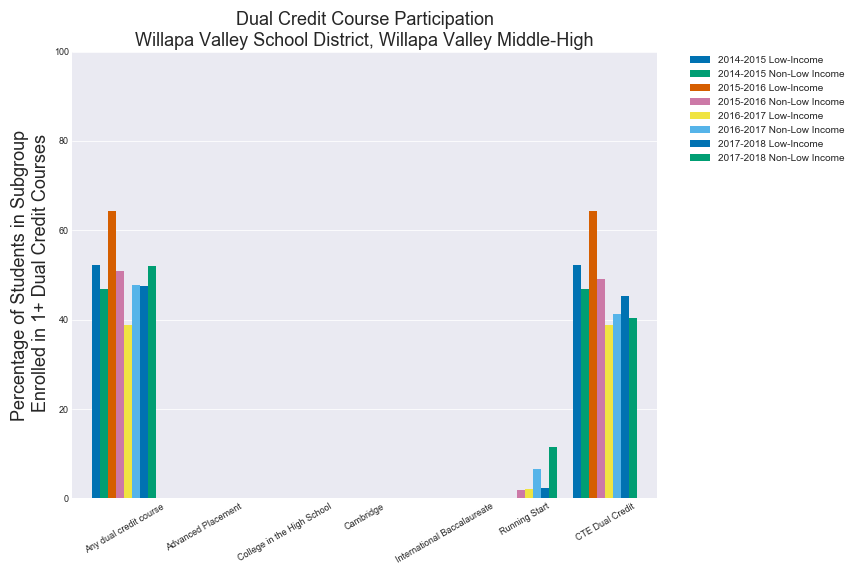 Dual Credit Course Participation
Willapa Valley School District, Willapa Valley Middle-High
Percentage of Students in Subgroup
Enrolled in 1+ Dual Credit Courses
100
80
60
40
20
0
Any dual credit course
Advanced Placement
College in the High School
Cambridge
International Baccalaureate
Running Start
CTE Dual Credit
2014-2015 Low-Income
2014-2015 Non-Low Income
2015-2016 Low-Income
2015-2016 Non-Low Income
2016-2017 Low-Income
2016-2017 Non-Low Income
2017-2018 Low-Income
2017-2018 Non-Low Income